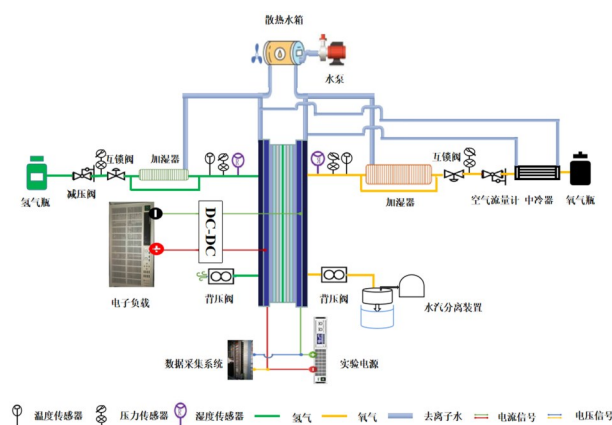 散热水箱
水泵
互锁阀
加湿器
互锁阀
氢气瓶
减压阀
加湿器
空气流量计
中冷器
氧气瓶
DC-DC
电子负载
背压阀
背压阀
水汽分离装置
数据采集系统
实验电源
温度传感器
压力传感器
湿度传感器
氢气
氧气
去离子水
电流信号
电压信号